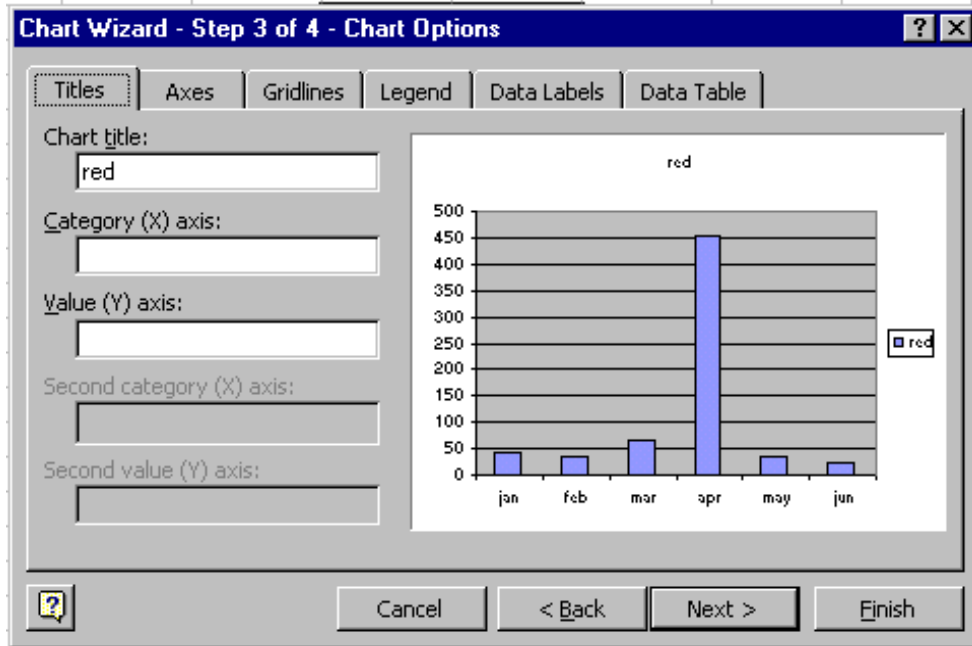 Chart Wizard - Step 3 of 4 - Chart Options
Titles Axes Gridlines Legend Data Labels Data Table
Chart title:
red
Category (X) axis:
Value (Y) axis:
Second category (X) axis:
Second value (Y) axis:
red
500
450
400
350
300
250
200
150
100
50
0
jan feb mar apr may jun
red
Cancel < Back Next > Finish